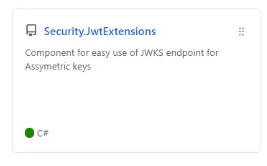 Security.JwtExtensions
Component for easy use of JWKS endpoint for
Assymetric keys
C#